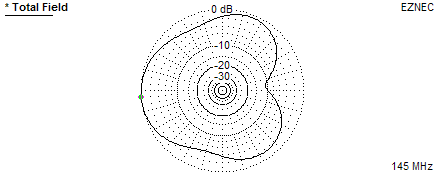 * Total Field
0 dB
EZNEC
-10
-20
-30
145 MHz